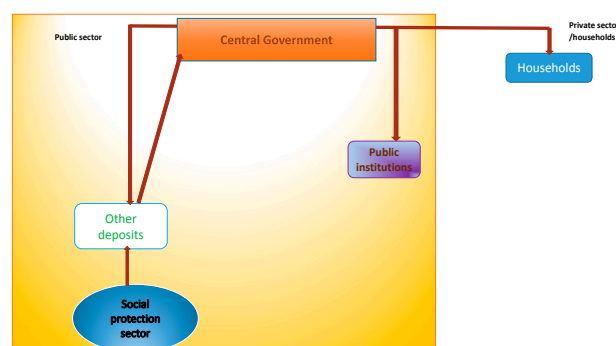 Public sector
Central Government
Private secto
/households
Households
Public
institutions
Other
deposits
Social
protection
sector